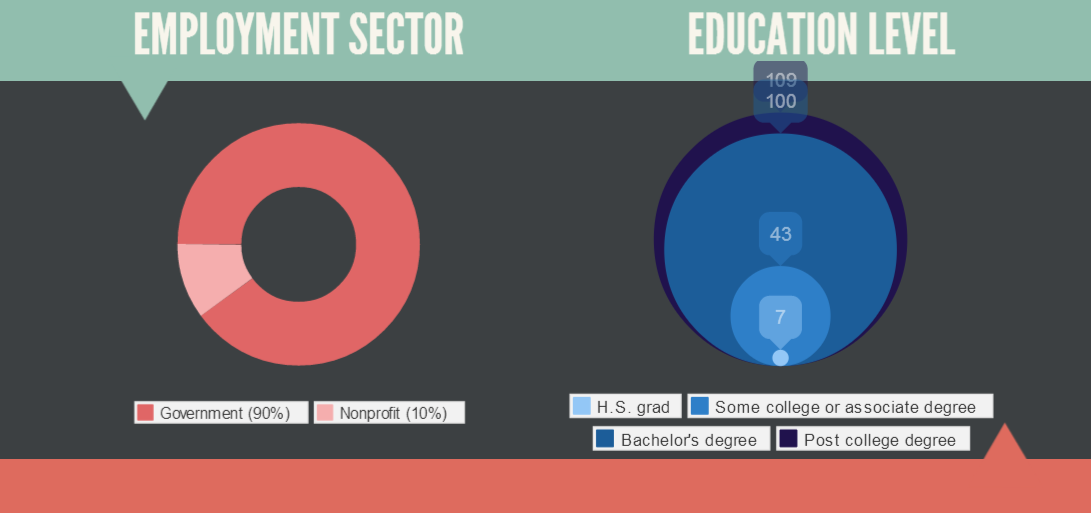 EMPLOYMENT SECTOR
Government (90%)
Nonprofit (10%)
EDUCATION LEVEL
109
100
43
7
H.S. grad
Some college or associate degree
Bachelor's degree
Post college degree